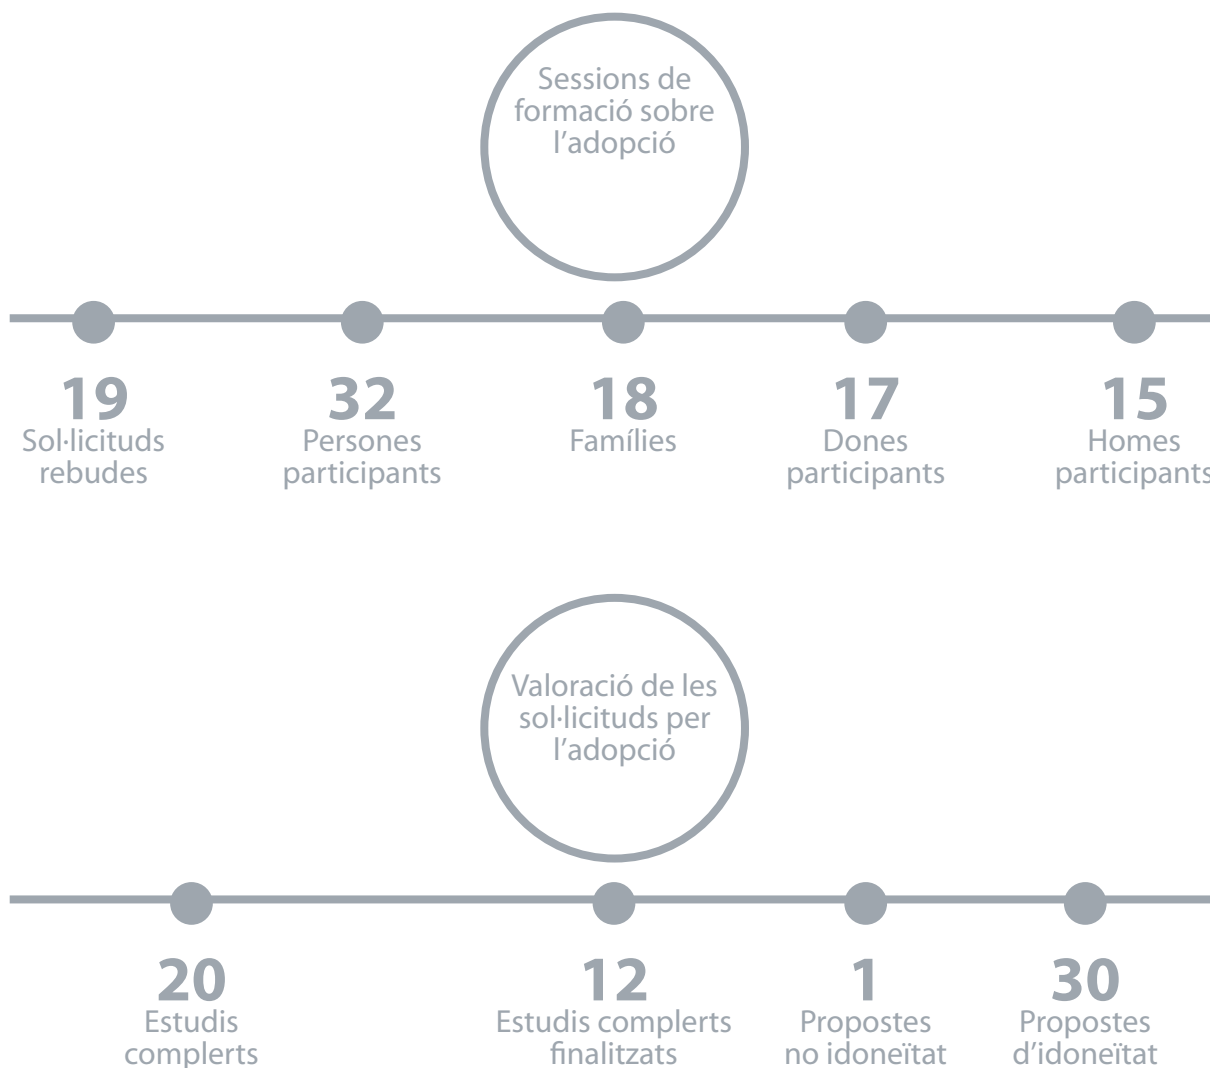 Sessions de
formació sobre
l’adopció
19
Sol·licituds
rebudes
32
Persones
participants
18
Famílies
17
Dones
participants
15
Homes
participants
Valoració de les
sol·licituds per
l’adopció
20
Estudis
complerts
12
Estudis complerts
finalitzats
1
Propostes
no idoneïtat
30
Propostes
d’idoneïtat